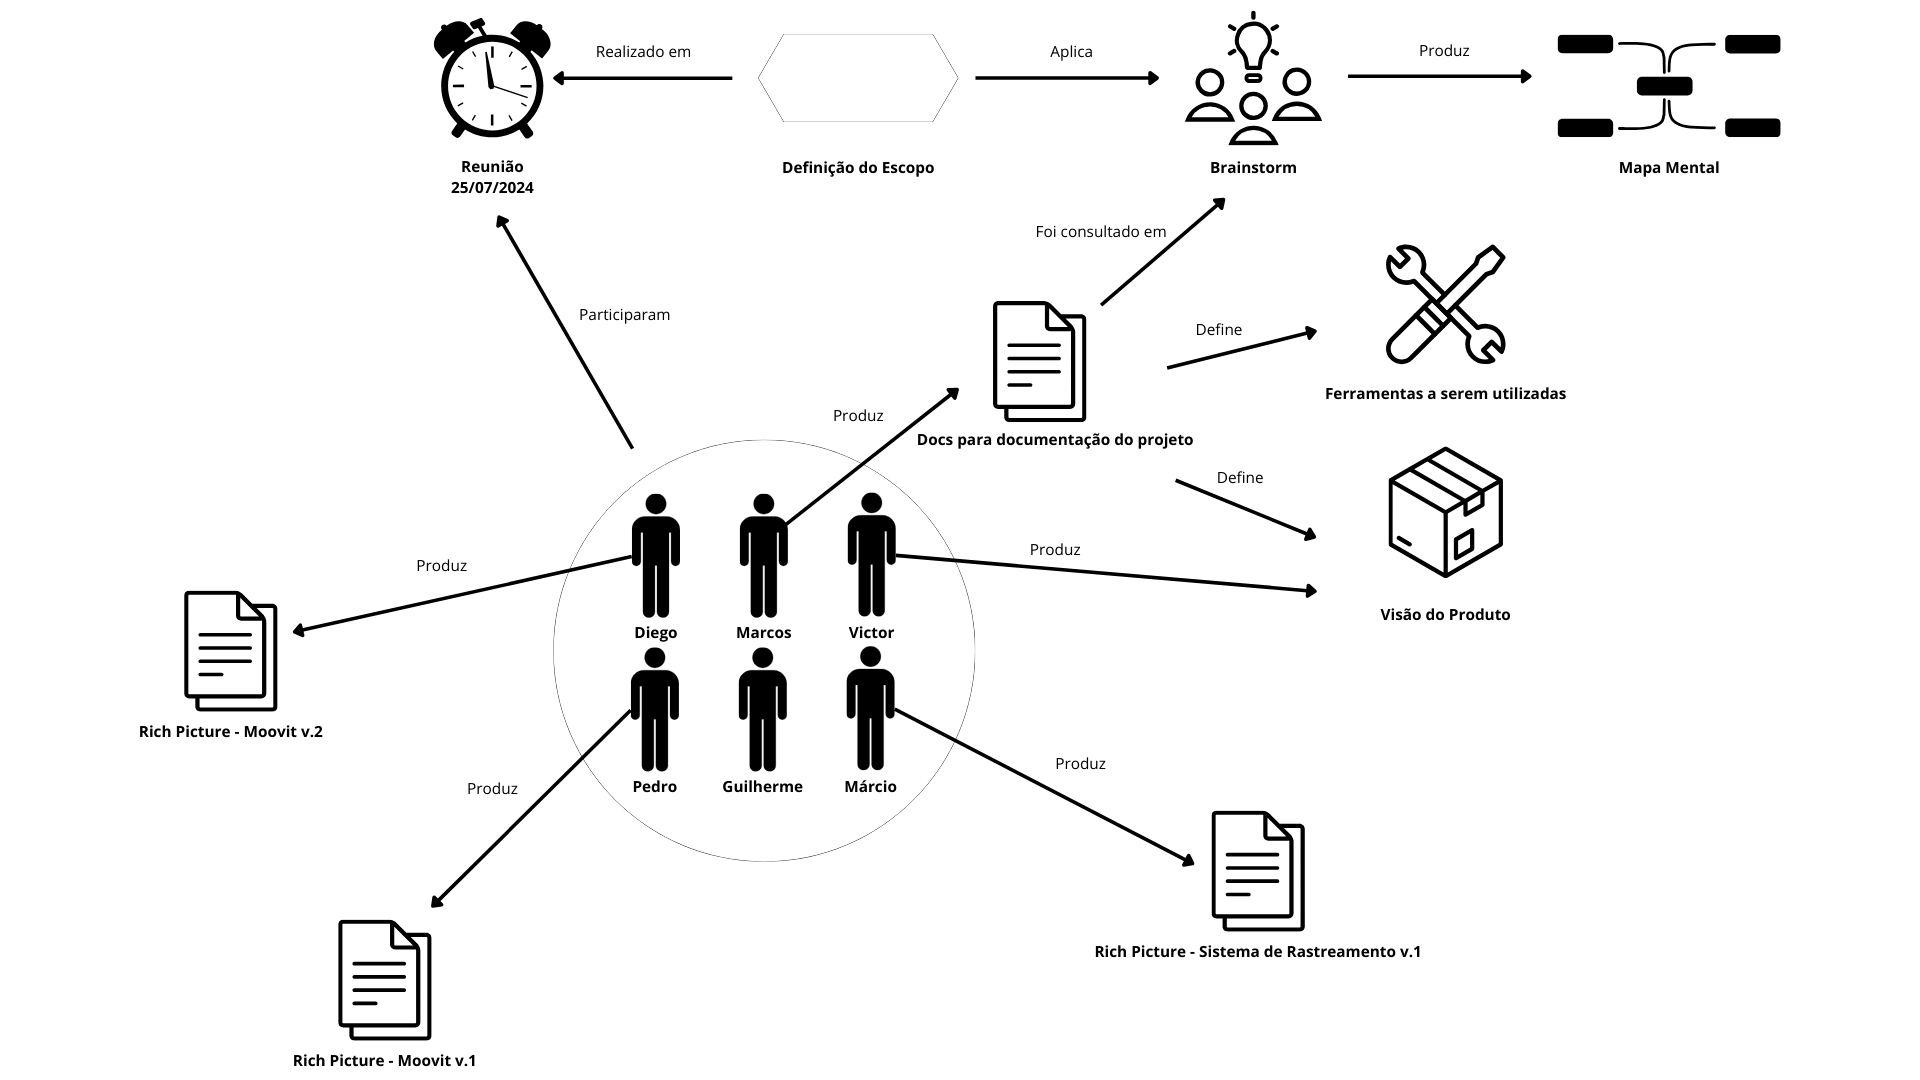 Realizado em
Aplica
Produz
Reunião
25/07/2024
Definição do Escopo
Brainstorm
Mapa Mental
Foi consultado em
Participaram
Define
Ferramentas a serem utilizadas
Produz
Docs para documentação do projeto
Define
Produz
Produz
Visão do Produto
Diego
Marcos
Victor
Rich Picture - Moovit v.2
Produz
Produz
Pedro
Guilherme
Márcio
Rich Picture - Sistema de Rastreamento v.1
Rich Picture - Moovit v.1